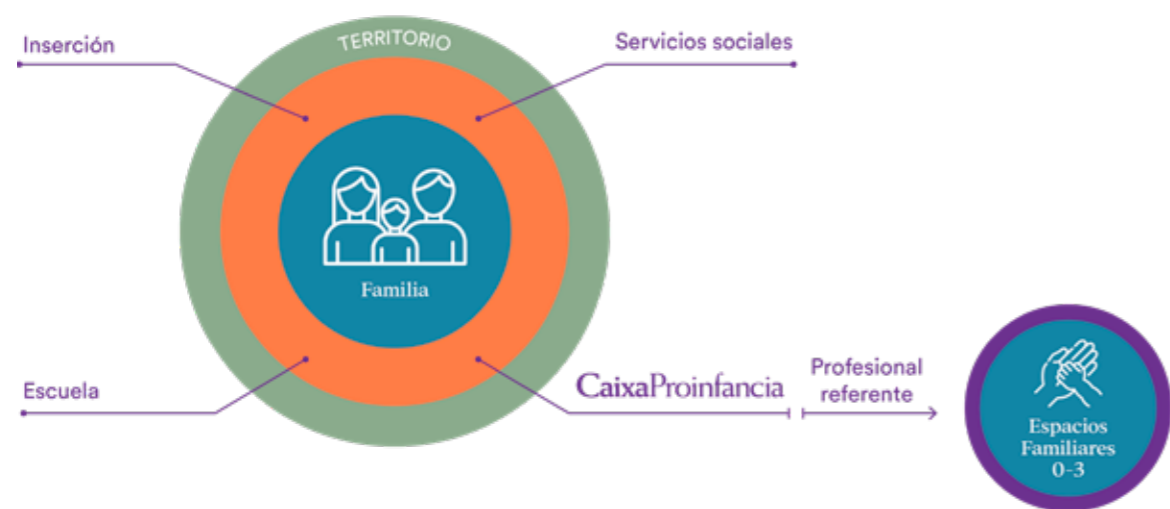 TERRITORIO
Inserción
Servicios sociales
Familia
Escuela
CaixaProinfancia
Profesional
referente
Espacios
Familiares
0-3